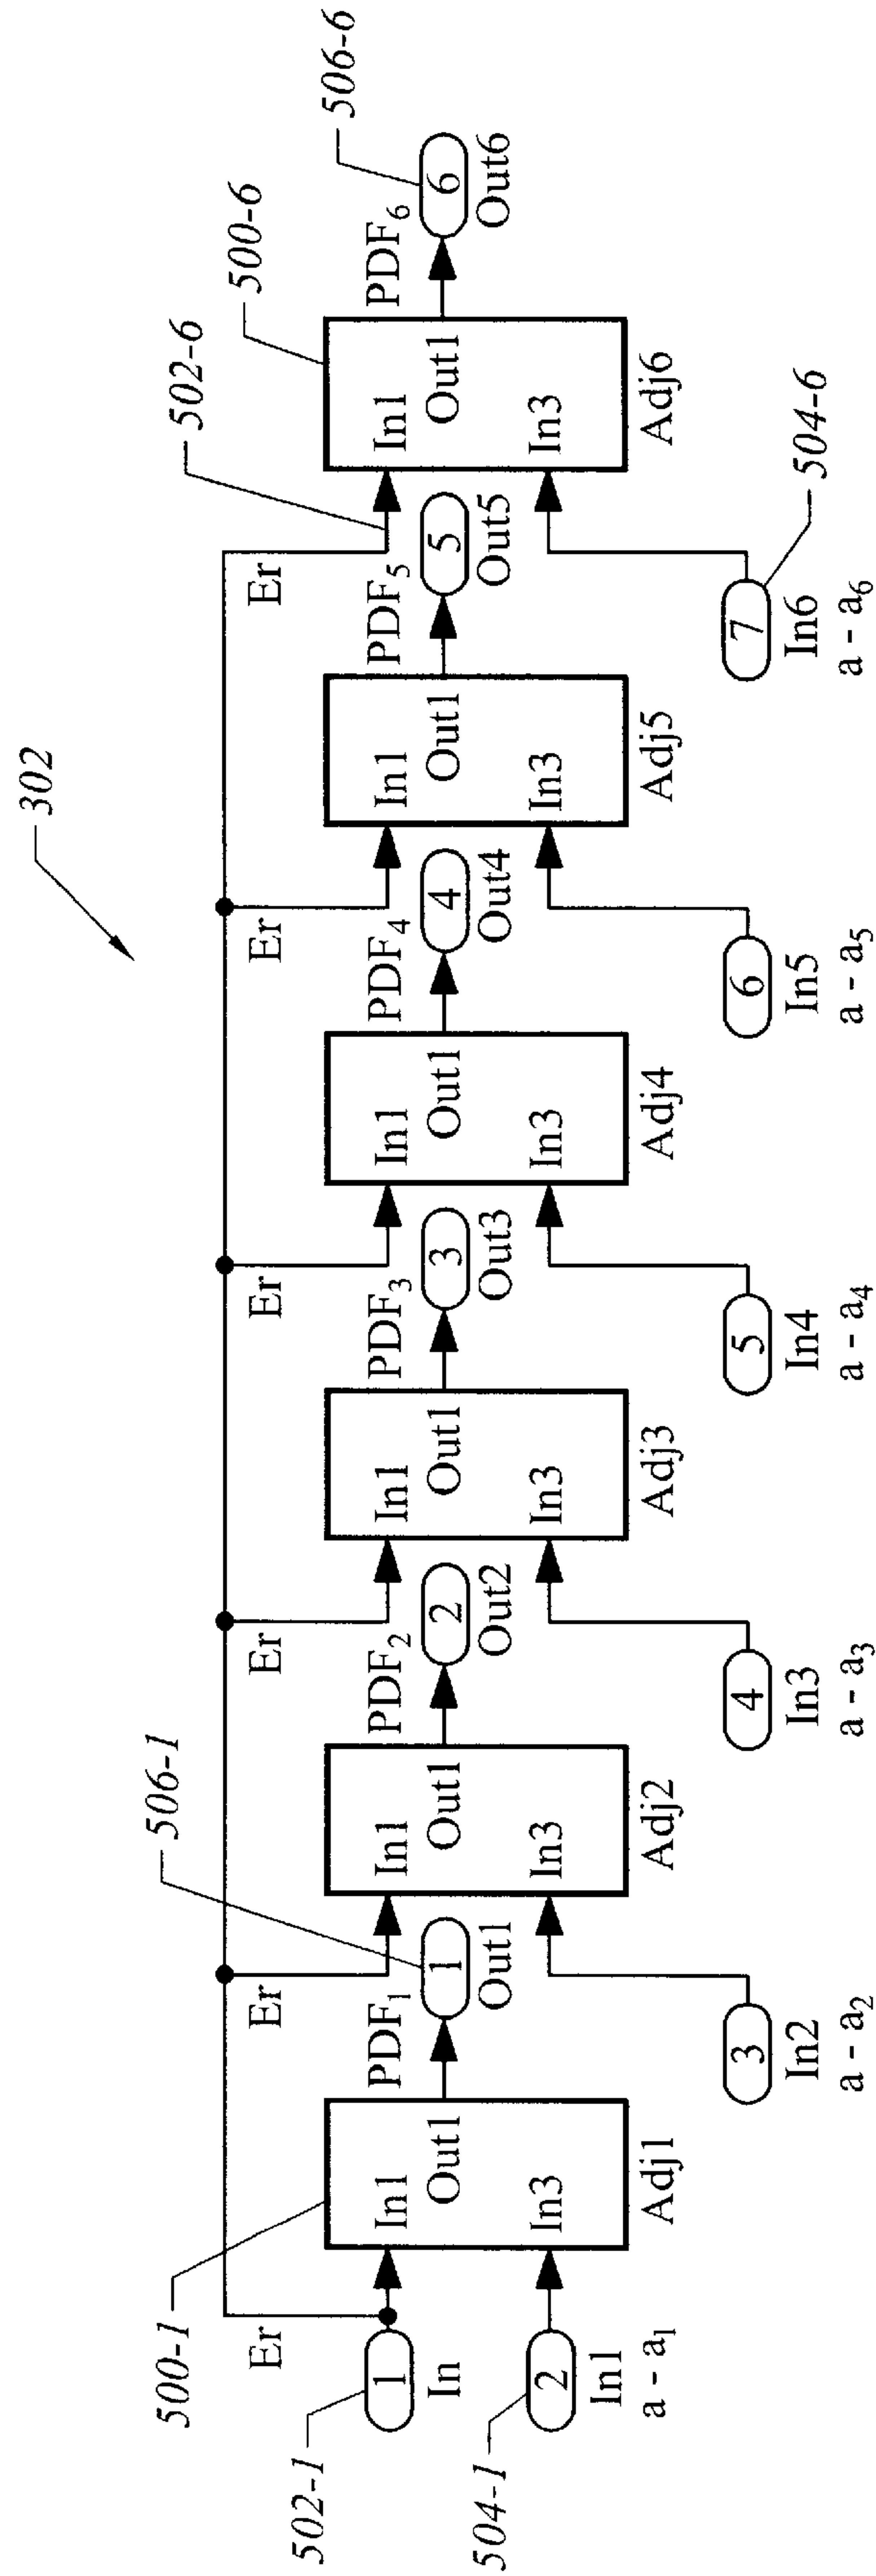 302
500-1
506-1
502-6
500-6
506-6
Er
Er
Er
Er
Er
Er
502-1
1
In
504-1
2
In1
a - a1
In1
Out1
In3
Adj1
PDF1
1
Out1
3
In2
a - a2
In1
Out1
In3
Adj2
PDF2
2
Out2
4
In3
a - a3
In1
Out1
In3
Adj3
PDF3
3
Out3
5
In4
a - a4
In1
Out1
In3
Adj4
PDF4
4
Out4
6
In5
a - a5
In1
Out1
In3
Adj5
PDF5
5
Out5
7
In6
a - a6
504-6
In1
Out1
In3
Adj6
PDF6
6
Out6